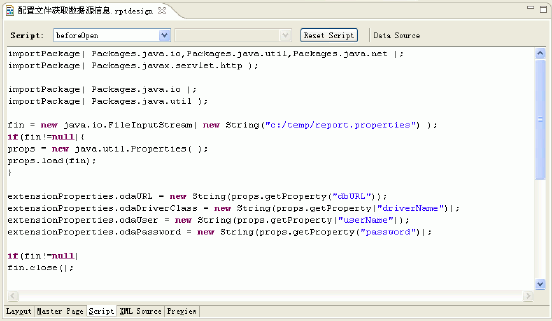 配置文件获取数据源信息.rptdesign
Script: beforeOpen Reset Script Data Source
importPackage( Packages.java.io,Packages.java.util,Packages.java.net );
importPackage( Packages.javax.servlet.http );
importPackage( Packages.java.io );
importPackage( Packages.java.util );
fin = new java.io.FileInputStream( new String("c:/temp/report.properties") );
if(fin!=null){
props = new java.util.Properties( );
props.load(fin);
}
extensionProperties.odaURL = new String(props.getProperty("dbURL"));
extensionProperties.odaDriverClass = new String(props.getProperty("driverName"));
extensionProperties.odaUser = new String(props.getProperty("userName"));
extensionProperties.odaPassword = new String(props.getProperty("password"));
if(fin!=null)
fin.close();
Layout Master Page Script XML Source Preview